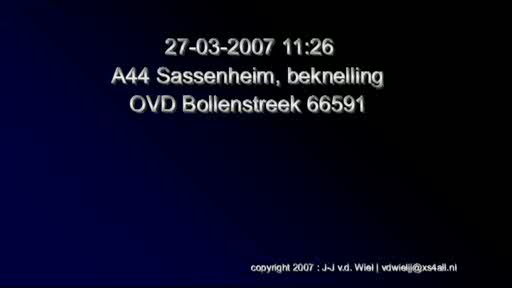 27-03-2007 11:26
A44 Sassenheim, beknelling
OVD Bollenstreek 66591
copyright 2007 : J-J v.d. Wiel | vdwielj@xs4all.nl